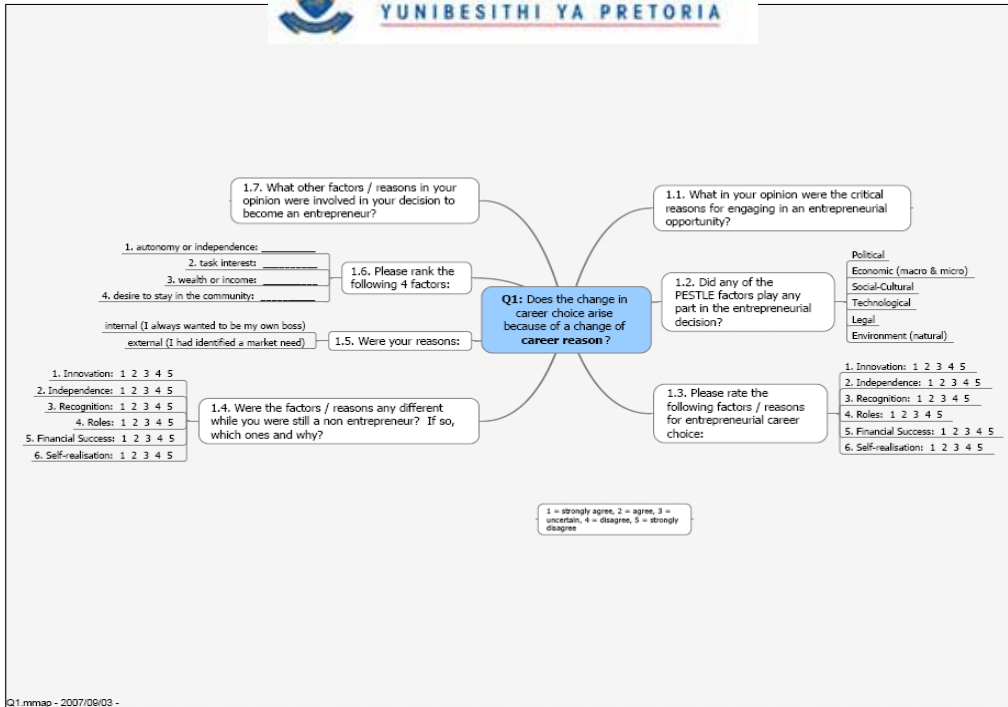 YUNIBESITHI YA PRETORIA
1.7. What other factors / reasons in your
opinion were involved in your decision to
become an entrepreneur?
1.1. What in your opinion were the critical
reasons for engaging in an entrepreneurial
opportunity?
1. autonomy or independence: __________
2. task interest: __________
3. wealth or income: __________
4. desire to stay in the community: __________
1.6. Please rank the
following 4 factors:
Q1: Does the change in
career choice arise
because of a change of
career reason?
1.2. Did any of the
PESTLE factors play any
part in the entrepreneurial
decision?
Political
Economic (macro & micro)
Social-Cultural
Technological
Legal
Environment (natural)
internal (I always wanted to be my own boss)
external (I had identified a market need)
1.5. Were your reasons:
1. Innovation: 1 2 3 4 5
2. Independence: 1 2 3 4 5
3. Recognition: 1 2 3 4 5
4. Roles: 1 2 3 4 5
5. Financial Success: 1 2 3 4 5
6. Self-realisation: 1 2 3 4 5
1.4. Were the factors / reasons any different
while you were still a non entrepreneur? If so,
which ones and why?
1.3. Please rate the
following factors / reasons
for entrepreneurial career
choice:
1. Innovation: 1 2 3 4 5
2. Independence: 1 2 3 4 5
3. Recognition: 1 2 3 4 5
4. Roles: 1 2 3 4 5
5. Financial Success: 1 2 3 4 5
6. Self-realisation: 1 2 3 4 5
1 = strongly agree, 2 = agree, 3 =
uncertain, 4 = disagree, 5 = strongly
disagree
Q1.mmap - 2007/09/03 -